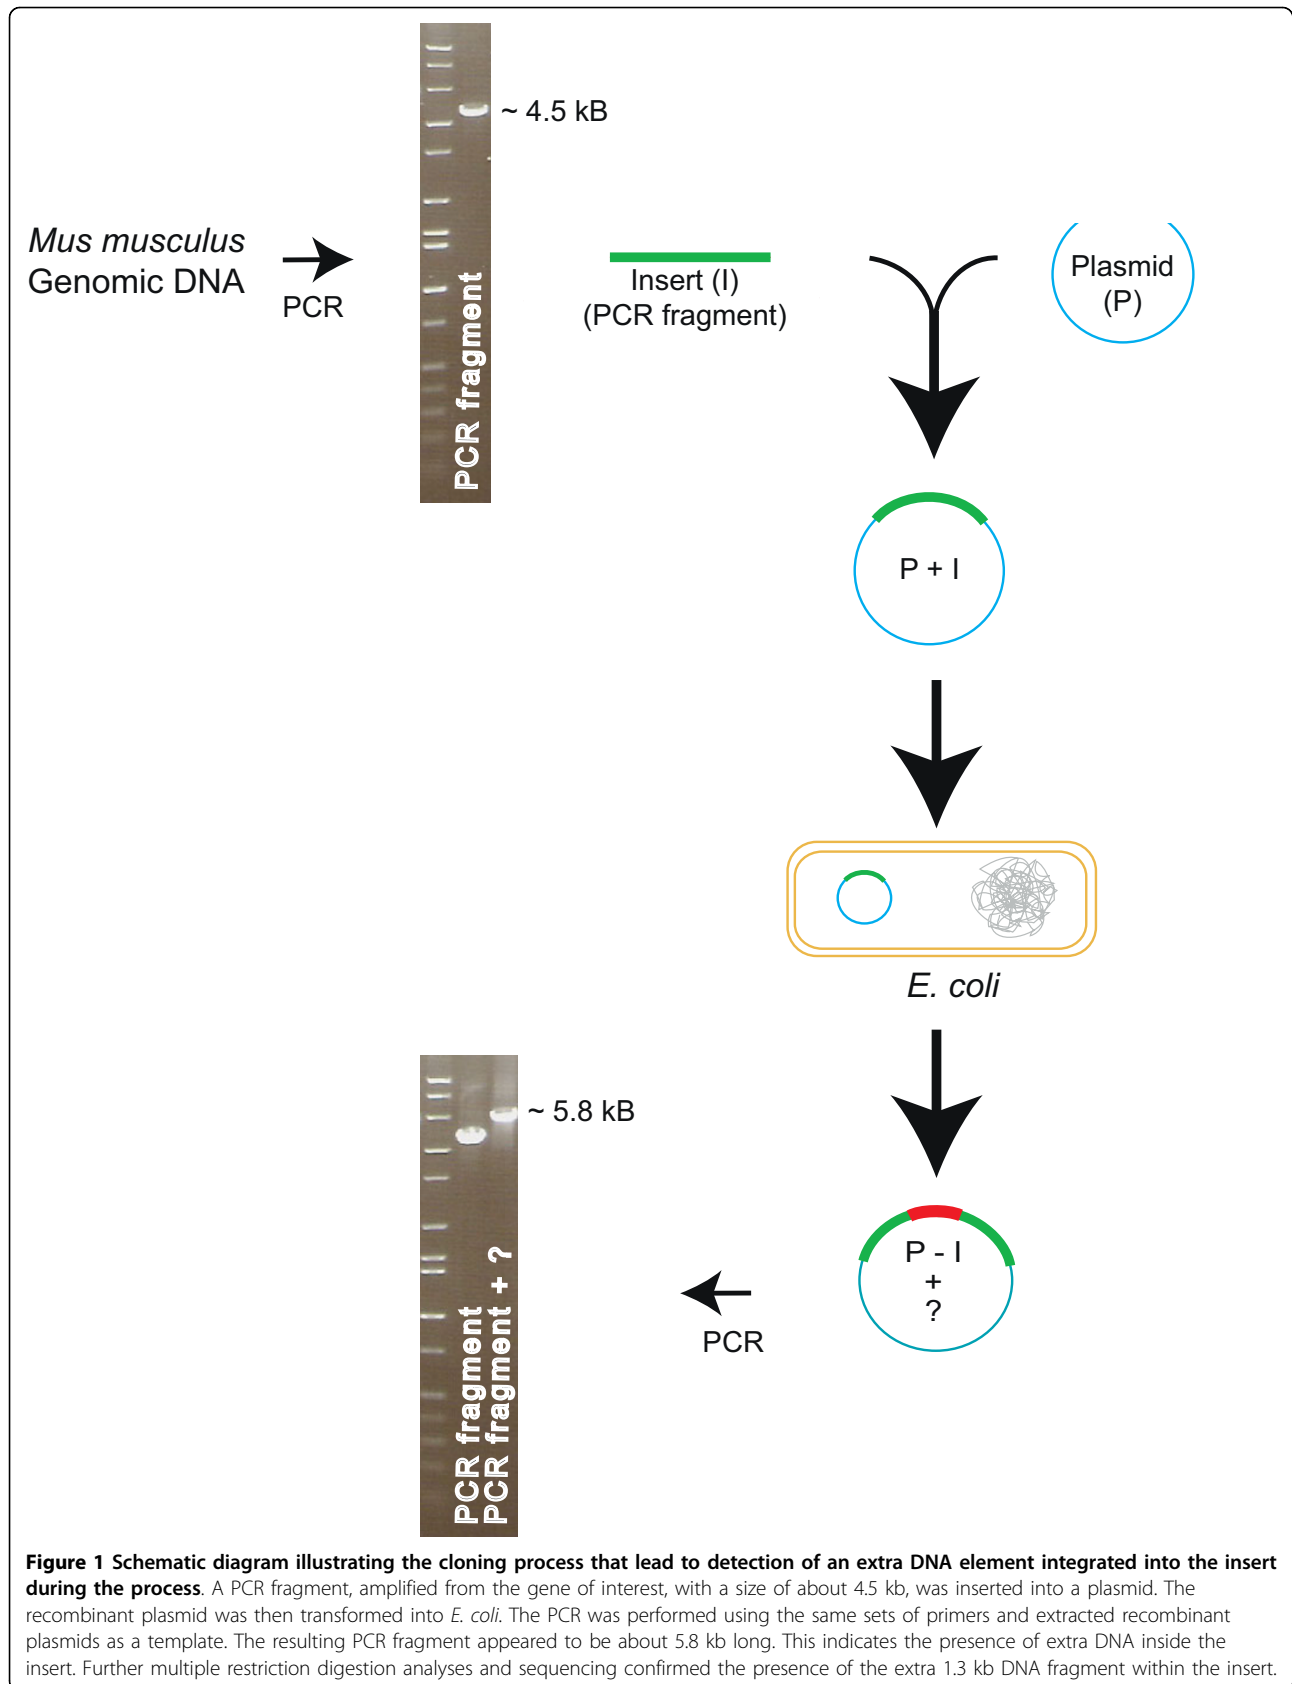 ~ 4.5 kB
Mus musculus
Genomic DNA
PCR
PCR fragment
Insert (I)
(PCR fragment)
Plasmid
(P)
P + I
E. coli
~ 5.8 kB
PCR fragment
PCR fragment + ?
P - I
+
?
PCR
Figure 1 Schematic diagram illustrating the cloning process that lead to detection of an extra DNA element integrated into the insert
during the process. A PCR fragment, amplified from the gene of interest, with a size of about 4.5 kb, was inserted into a plasmid. The
recombinant plasmid was then transformed into E. coli. The PCR was performed using the same sets of primers and extracted recombinant
plasmids as a template. The resulting PCR fragment appeared to be about 5.8 kb long. This indicates the presence of extra DNA inside the
insert. Further multiple restriction digestion analyses and sequencing confirmed the presence of the extra 1.3 kb DNA fragment within the insert.